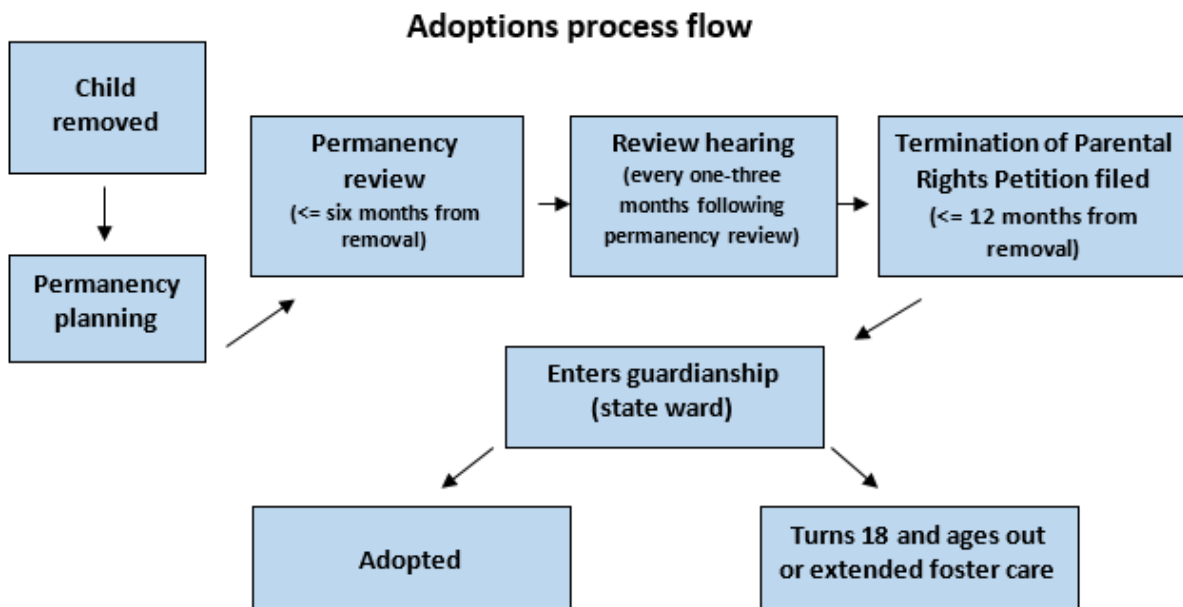 Adoptions process flow
Child
removed
Permanency
planning
Permanency
review
(<= six months from
removal)
Review hearing
(every one-three
months following
permanency review)
Termination of Parental
Rights Petition filed
(<= 12 months from
removal)
Enters guardianship
(state ward)
Adopted
Turns 18 and ages out
or extended foster care